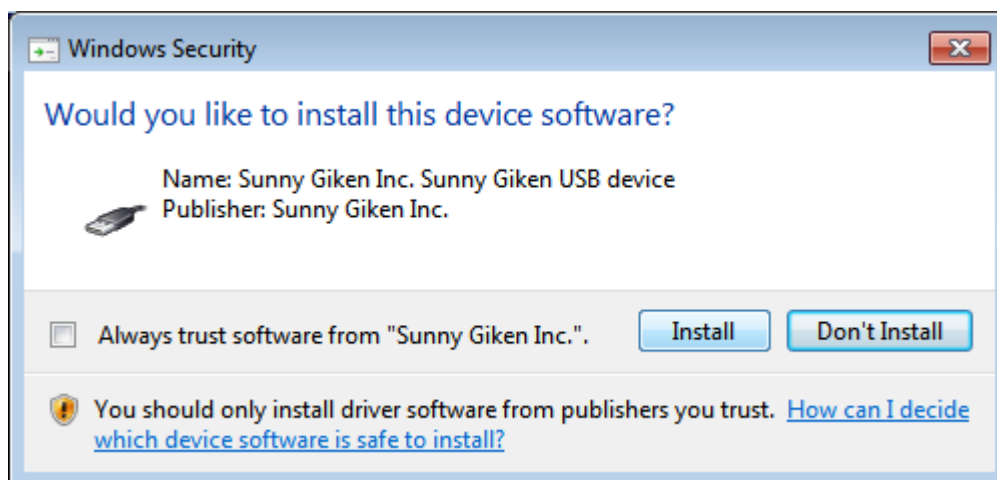 Windows Security
Would you like to install this device software?
Name: Sunny Giken Inc. Sunny Giken USB device
Publisher: Sunny Giken Inc.
Always trust software from "Sunny Giken Inc.".
Install
Don't Install
You should only install driver software from publishers you trust. How can I decide
which device software is safe to install?